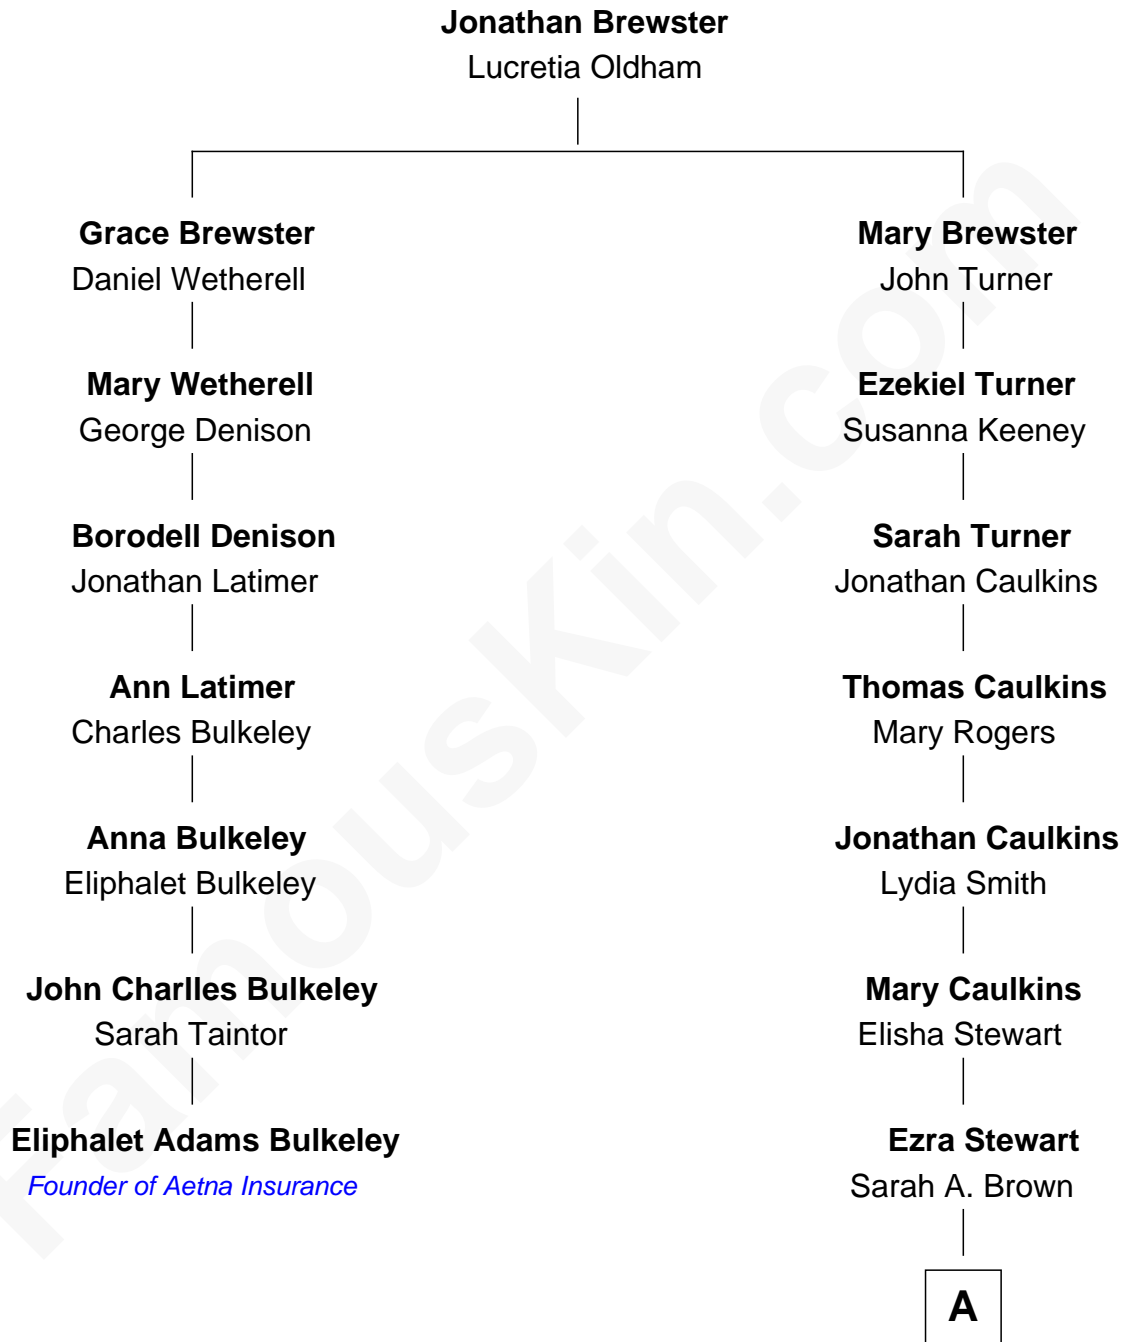 Jonathan Brewster
Lucretia Oldham
Grace Brewster
Daniel Wetherell
Mary Brewster
John Turner
Mary Wetherell
George Denison
Ezekiel Turner
Susanna Keeney
Borodell Denison
Jonathan Latimer
Sarah Turner
Jonathan Caulkins
Ann Latimer
Charles Bulkeley
Thomas Caulkins
Mary Rogers
Anna Bulkeley
Eliphalet Bulkeley
Jonathan Caulkins
Lydia Smith
John Charlles Bulkeley
Sarah Taintor
Mary Caulkins
Elisha Stewart
Eliphalet Adams Bulkeley
Founder of Aetna Insurance
Ezra Stewart
Sarah A. Brown
A
FamousKin.com